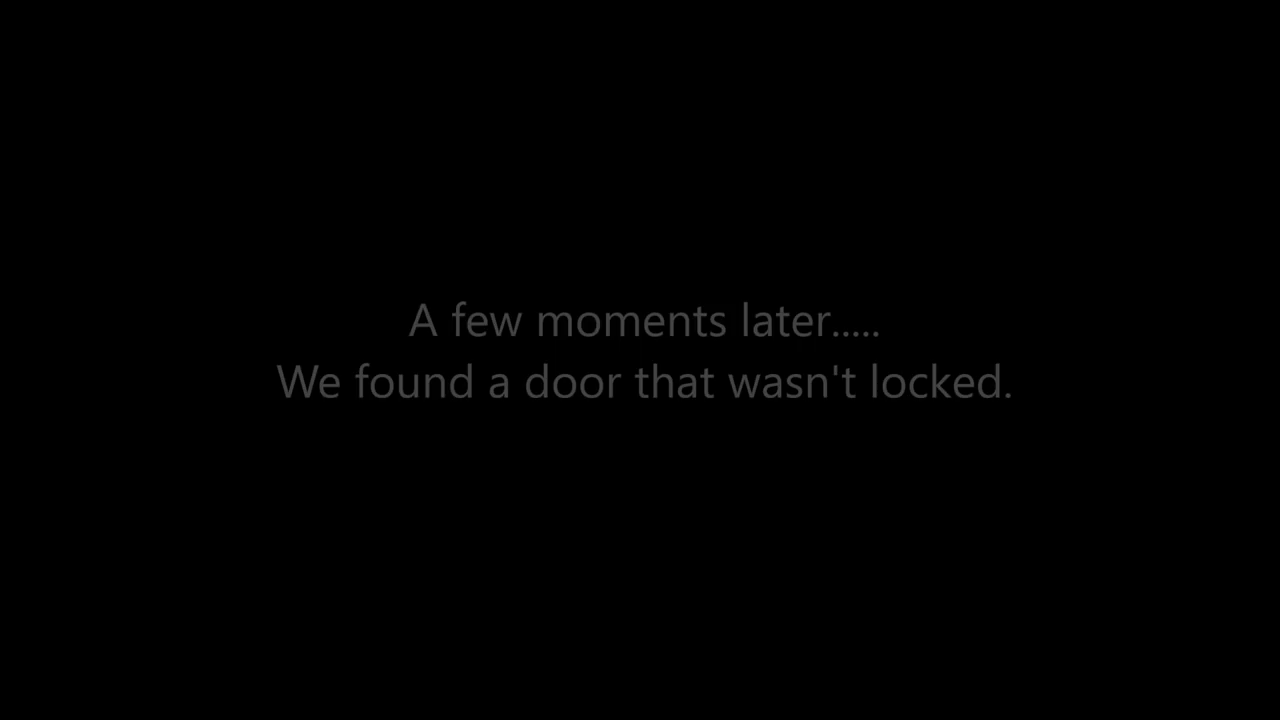 A few moments later.....
We found a door that wasn't locked.